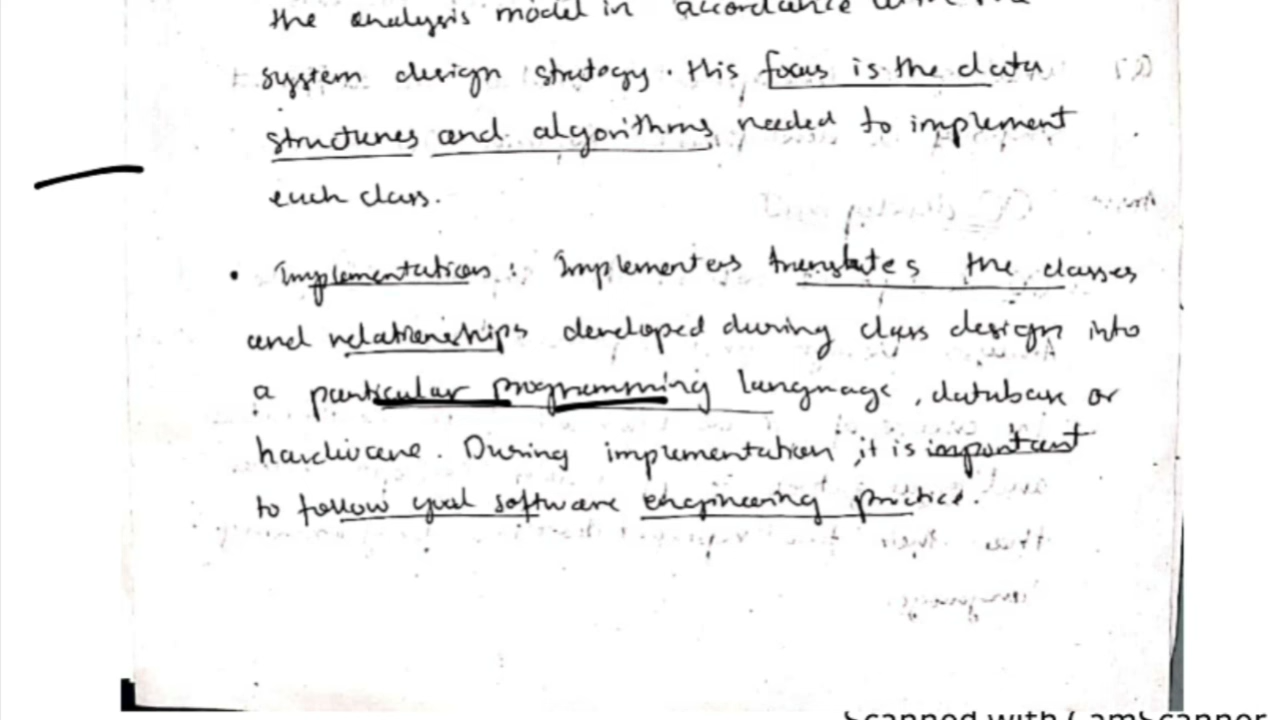 the analysis model in accordance with the
system design strategy. this focus is the data
structures and algorithms needed to implement
each class.
• Implementation : Implementers translates the classes
and relationships developed during class design into
a particular programming language , database or
hardware. During implementation , it is important
to follow good software engineering practice.
Scanned with CamScanner